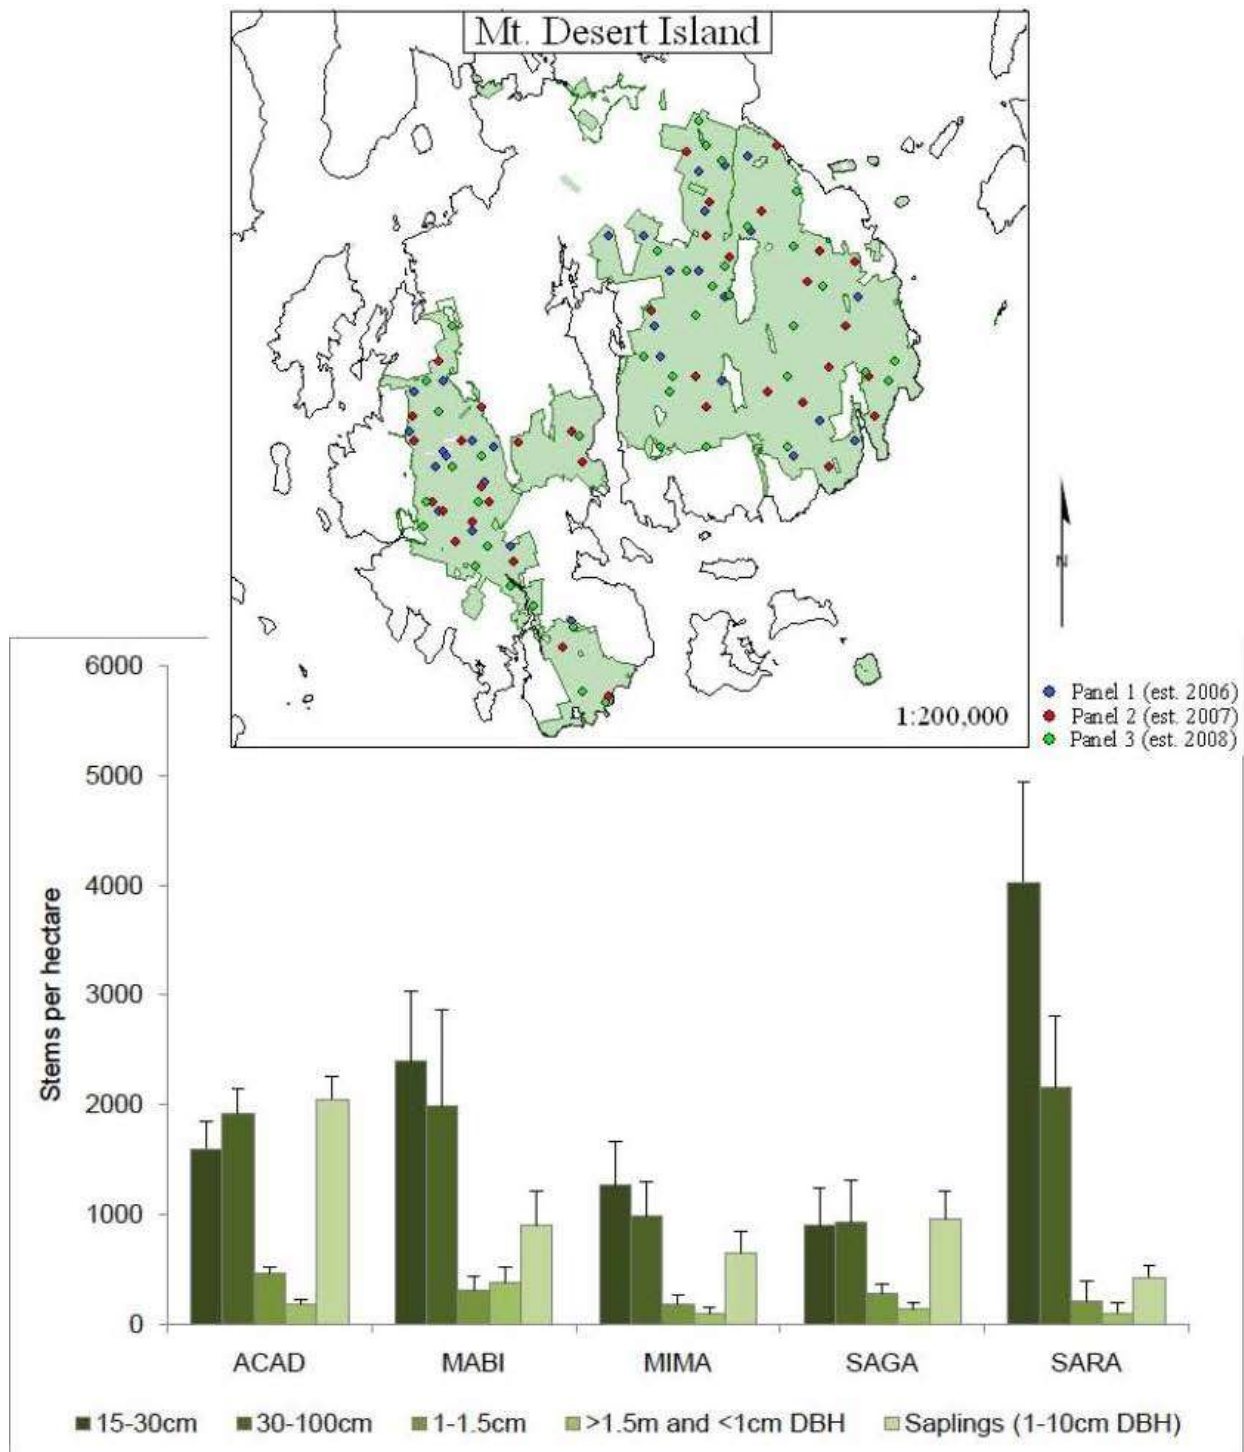 Mt. Desert Island
N
1:200,000
Panel 1 (est. 2006)
Panel 2 (est. 2007)
Panel 3 (est. 2008)
Stems per hectare
6000
5000
4000
3000
2000
1000
0
ACAD MABI MIMA SAGA SARA
15-30cm 30-100cm 1-1.5cm >1.5m and <1cm DBH Saplings (1-10cm DBH)